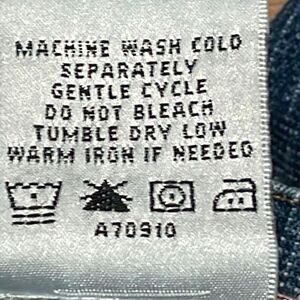 MACHINE WASH COLD
SEPARATELY
GENTLE CYCLE
DO NOT BLEACH
TUMBLE DRY LOW
WARM IRON IF NEEDED
A70910